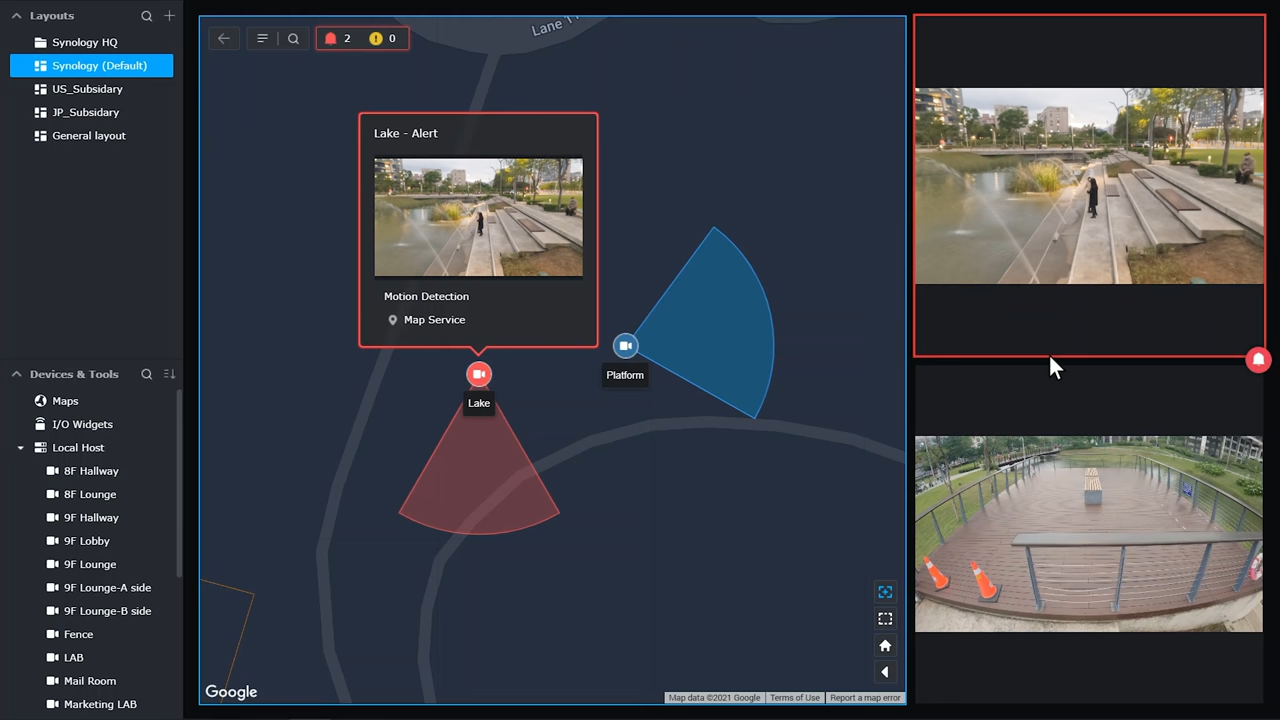 Layouts
Synology HQ
Synology (Default)
US_Subsidary
JP_Subsidary
General layout
Devices & Tools
Maps
I/O Widgets
Local Host
8F Hallway
8F Lounge
9F Hallway
9F Lobby
9F Lounge
9F Lounge-A side
9F Lounge-B side
Fence
LAB
Mail Room
Marketing LAB
2 0
Lane
Lake - Alert
Motion Detection
Map Service
Lake
Platform
Google
Map data ©2021 Google Terms of Use Report a map error